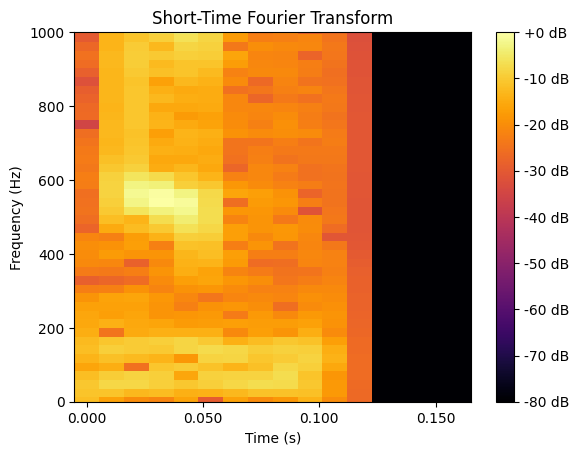 Short-Time Fourier Transform
Frequency (Hz)
1000
800
600
400
200
0
0.000
0.050
0.100
0.150
Time (s)
+0 dB
-10 dB
-20 dB
-30 dB
-40 dB
-50 dB
-60 dB
-70 dB
-80 dB